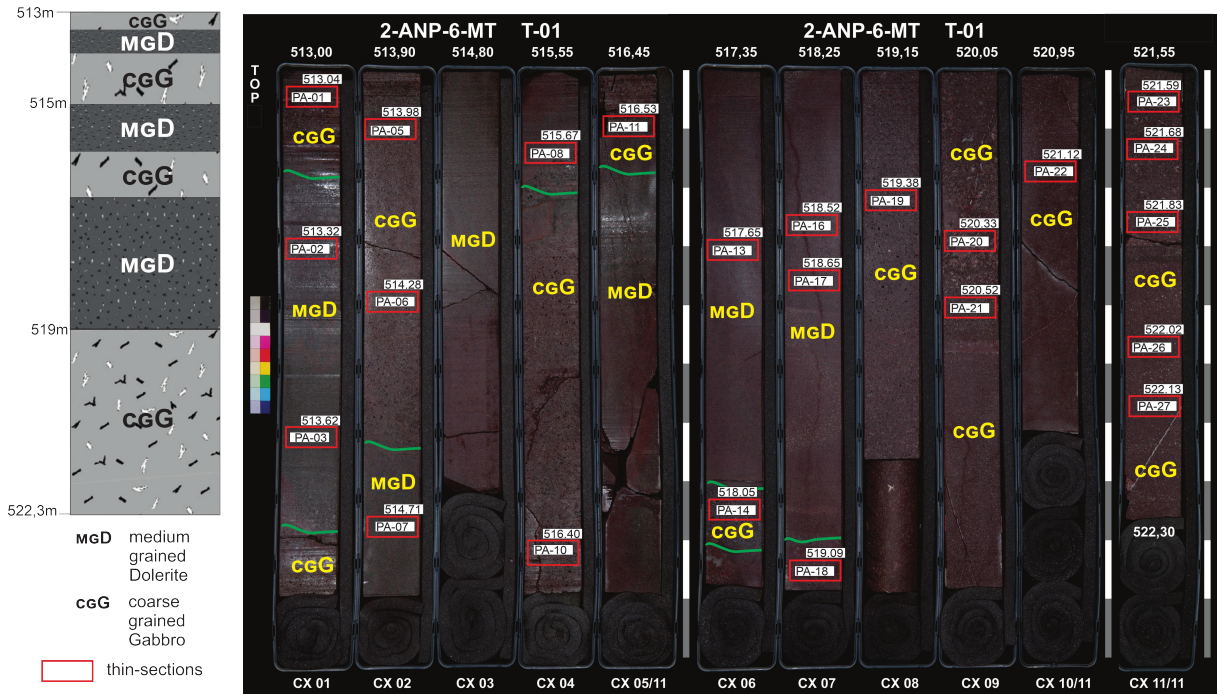 513m
cgG
MGD
cgG
515m
MGD
cgG
MGD
519m
cgG
522,3m
MGD medium
grained
Dolerite
cgG coarse
grained
Gabbro
thin-sections
2-ANP-6-MT T-01
513,00 513,90 514,80 515,55 516,45
TOP
513.04
PA-01
cgG
513.32
PA-02
MGD
513.62
PA-03
cgG
CX 01
513.98
PA-05
cgG
514.28
PA-06
MGD
514.71
PA-07
CX 02
MGD
CX 03
515.67
PA-08
cgG
516.40
PA-10
CX 04
516.53
PA-11
cgG
MGD
CX 05/11
2-ANP-6-MT T-01
517,35 518,25 519,15 520,05 520,95 521,55
517.65
PA-13
MGD
518.05
PA-14
cgG
CX 06
518.52
PA-16
518.65
PA-17
MGD
519.09
PA-18
CX 07
519.38
PA-19
cgG
CX 08
cgG
520.33
PA-20
520.52
PA-21
cgG
CX 09
521.12
PA-22
cgG
CX 10/11
521.59
PA-23
521.68
PA-24
521.83
PA-25
cgG
522.02
PA-26
522.13
PA-27
cgG
522,30
CX 11/11